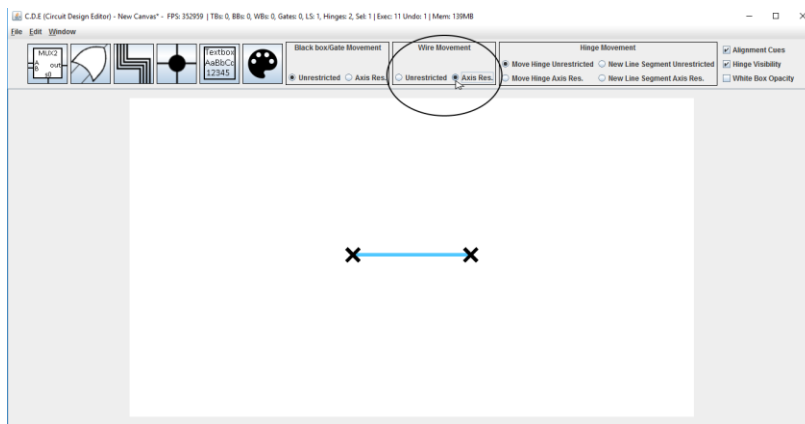 C.D.E (Circuit Design Editor) - New Canvas* - FPS: 352959 | TBs: 0, BBs: 0, WBs: 0, Gates: 0, LS: 1, Hinges: 2, Sel: 1 | Exec: 11 Undo: 1 | Mem: 139MB
File Edit Window
MUX2
A
B
out
s0
Textbox
AaBbCc
12345
Black box/Gate Movement
Unrestricted Axis Res.
Wire Movement
Unrestricted Axis Res.
Hinge Movement
Move Hinge Unrestricted New Line Segment Unrestricted
Move Hinge Axis Res. New Line Segment Axis Res.
Alignment Cues
Hinge Visibility
White Box Opacity